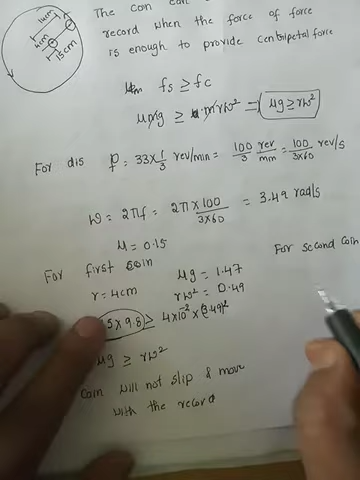 14cm
4cm
15cm
The coin can
record when the force of force
is enough to provide centripetal force
fs ≥ fc
μmg ≥ mrω² = μg ≥ rω²
For dis f = 33×1/3 rev/min = 100/3 rev/min = 100/3×60 rev/s
ω = 2πf = 2π×100/3×60 = 3.49 rad/s
μ = 0.15
For first coin
For second coin
r = 4cm
μg = 1.47
rω² = 0.49
5×9.8 ≥ 4×10⁻²×(3.49)²
μg ≥ rω²
Coin will not slip & move
with the record